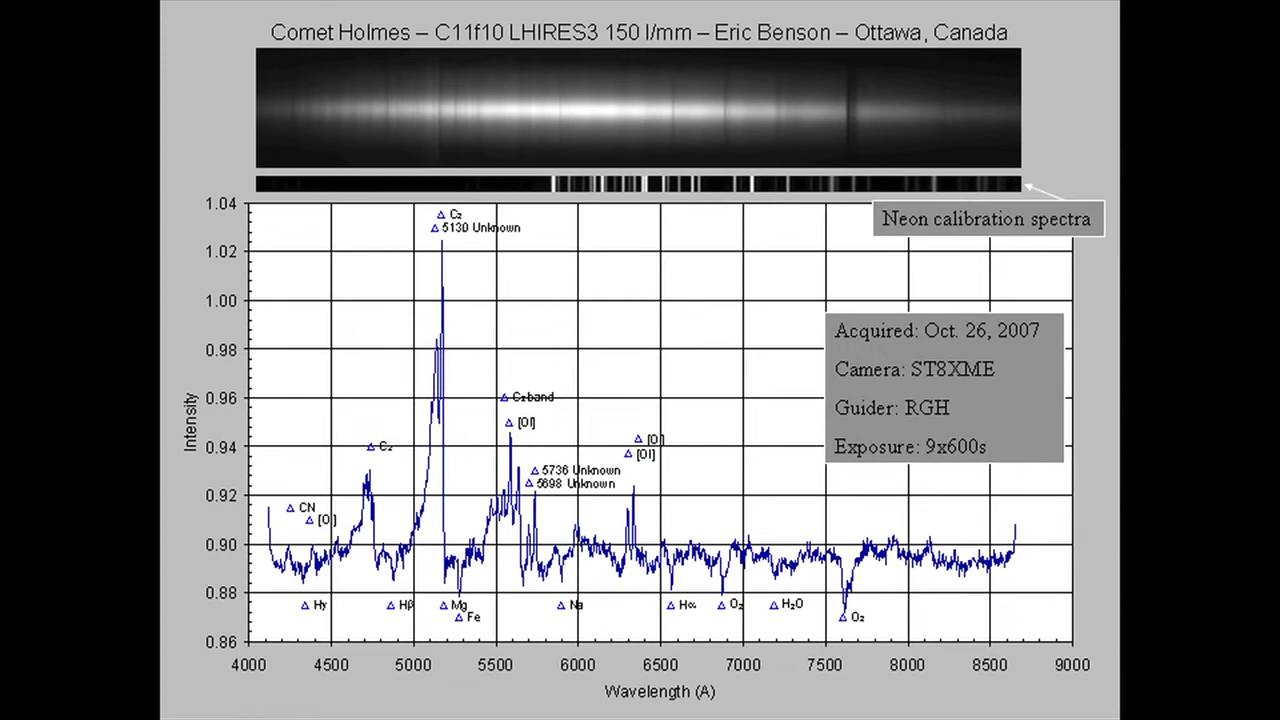 Comet Holmes – C11f10 LHIRES3 150 l/mm – Eric Benson – Ottawa, Canada
Neon calibration spectra
1.04
1.02
1.00
0.98
0.96
0.94
0.92
0.90
0.88
0.86
Intensity
C₂
5130 Unknown
C₂ band
[OI]
C₂
[OI]
[OI]
5736 Unknown
5698 Unknown
CN
[OI]
Hγ
Hβ
Mg
Fe
Na
Hα
O₂
H₂O
O₂
Acquired: Oct. 26, 2007
Camera: ST8XME
Guider: RGH
Exposure: 9x600s
4000 4500 5000 5500 6000 6500 7000 7500 8000 8500 9000
Wavelength (A)